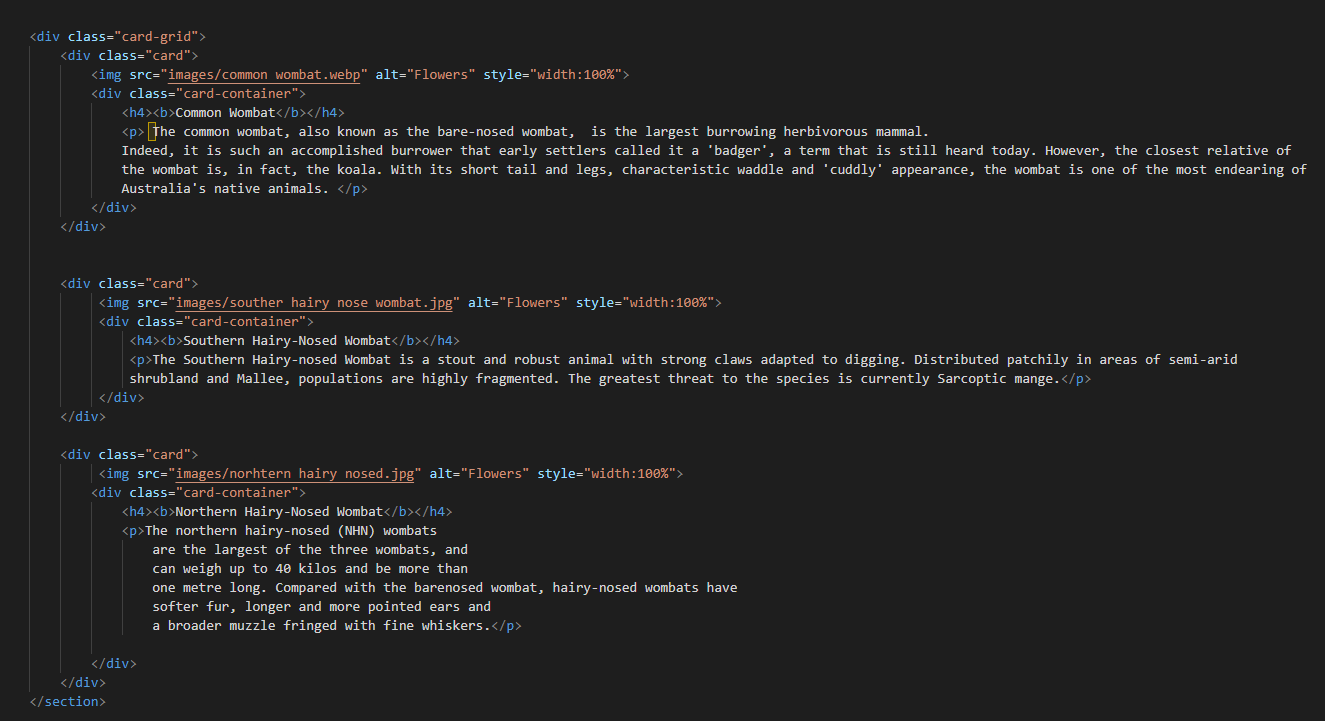 <div class="card-grid">
<div class="card">
<img src="images/common wombat.webp" alt="Flowers" style="width:100%">
<div class="card-container">
<h4><b>Common Wombat</b></h4>
<p> The common wombat, also known as the bare-nosed wombat,  is the largest burrowing herbivorous mammal.
Indeed, it is such an accomplished burrower that early settlers called it a 'badger', a term that is still heard today. However, the closest relative of
the wombat is, in fact, the koala. With its short tail and legs, characteristic waddle and 'cuddly' appearance, the wombat is one of the most endearing of
Australia's native animals. </p>
</div>
</div>
<div class="card">
<img src="images/souther hairy nose wombat.jpg" alt="Flowers" style="width:100%">
<div class="card-container">
<h4><b>Southern Hairy-Nosed Wombat</b></h4>
<p>The Southern Hairy-nosed Wombat is a stout and robust animal with strong claws adapted to digging. Distributed patchily in areas of semi-arid
shrubland and Mallee, populations are highly fragmented. The greatest threat to the species is currently Sarcoptic mange.</p>
</div>
</div>
<div class="card">
<img src="images/norhtern hairy nosed.jpg" alt="Flowers" style="width:100%">
<div class="card-container">
<h4><b>Northern Hairy-Nosed Wombat</b></h4>
<p>The northern hairy-nosed (NHN) wombats
are the largest of the three wombats, and
can weigh up to 40 kilos and be more than
one metre long. Compared with the barenosed wombat, hairy-nosed wombats have
softer fur, longer and more pointed ears and
a broader muzzle fringed with fine whiskers.</p>
</div>
</div>
</section>